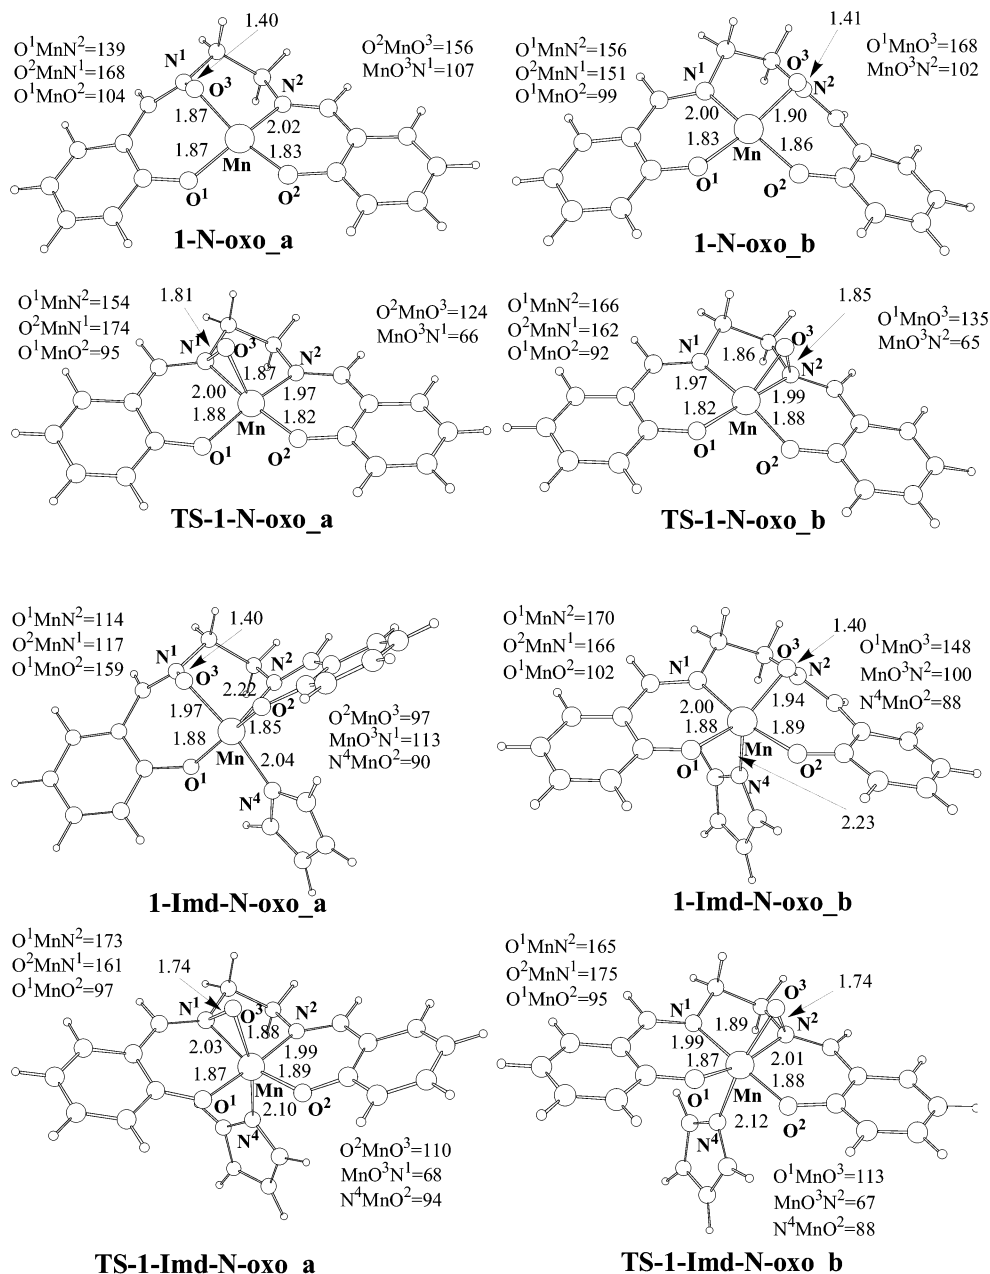 1.40
O¹MnN²=139
O²MnN¹=168
O¹MnO²=104
O²MnO³=156
MnO³N¹=107
N¹
O³
N²
1.87
2.02
1.87
1.83
Mn
O¹
O²
1-N-oxo_a
1.41
O¹MnN²=156
O²MnN¹=151
O¹MnO²=99
O¹MnO³=168
MnO³N²=102
N¹
O³
N²
2.00
1.90
1.83
1.86
Mn
O¹
O²
1-N-oxo_b
1.81
O¹MnN²=154
O²MnN¹=174
O¹MnO²=95
O²MnO³=124
MnO³N¹=66
N¹
O³
N²
1.87
2.00
1.97
1.88
1.82
Mn
O¹
O²
TS-1-N-oxo_a
1.85
O¹MnN²=166
O²MnN¹=162
O¹MnO²=92
O¹MnO³=135
MnO³N²=65
O³
N¹
1.86
N²
1.97
1.99
1.82
1.88
Mn
O¹
O²
TS-1-N-oxo_b
O¹MnN²=114
O²MnN¹=117
O¹MnO²=159
1.40
N¹
O³
N²
2.22
O²
1.97
1.85
1.88
Mn
2.04
O¹
N⁴
O²MnO³=97
MnO³N¹=113
N⁴MnO²=90
1-Imd-N-oxo_a
O¹MnN²=170
O²MnN¹=166
O¹MnO²=102
1.40
O¹MnO³=148
MnO³N²=100
N⁴MnO²=88
N¹
O³
N²
2.00
1.94
1.88
1.89
Mn
O¹
O²
N⁴
2.23
1-Imd-N-oxo_b
O¹MnN²=173
O²MnN¹=161
O¹MnO²=97
1.74
N¹
O³
N²
1.88
2.03
1.99
1.87
1.89
Mn
O¹
2.10
O²
N⁴
O²MnO³=110
MnO³N¹=68
N⁴MnO²=94
TS-1-Imd-N-oxo_a
O¹MnN²=165
O²MnN¹=175
O¹MnO²=95
1.74
O³
N¹
1.89
N²
1.99
2.01
1.87
1.88
Mn
O¹
O²
2.12
N⁴
O¹MnO³=113
MnO³N²=67
N⁴MnO²=88
TS-1-Imd-N-oxo_b